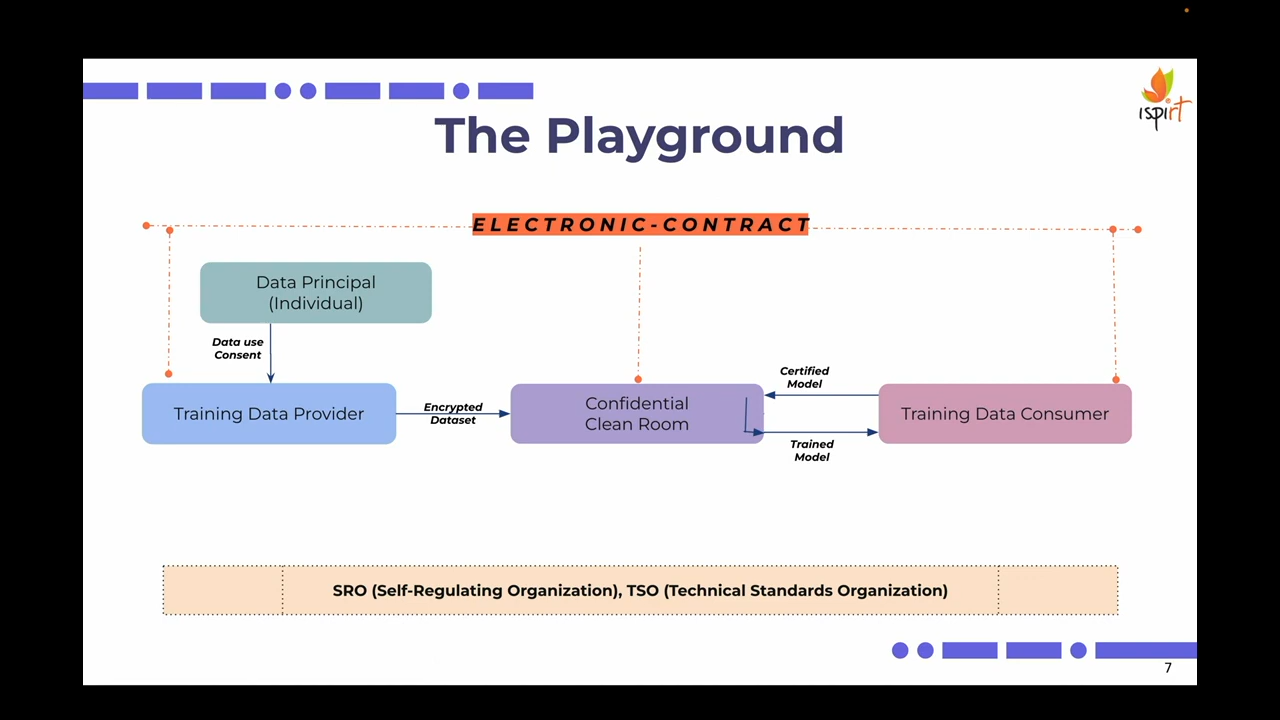 ispirt
The Playground
ELECTRONIC-CONTRACT
Data Principal
(Individual)
Data use
Consent
Training Data Provider
Encrypted
Dataset
Confidential
Clean Room
Certified
Model
Trained
Model
Training Data Consumer
SRO (Self-Regulating Organization), TSO (Technical Standards Organization)
7